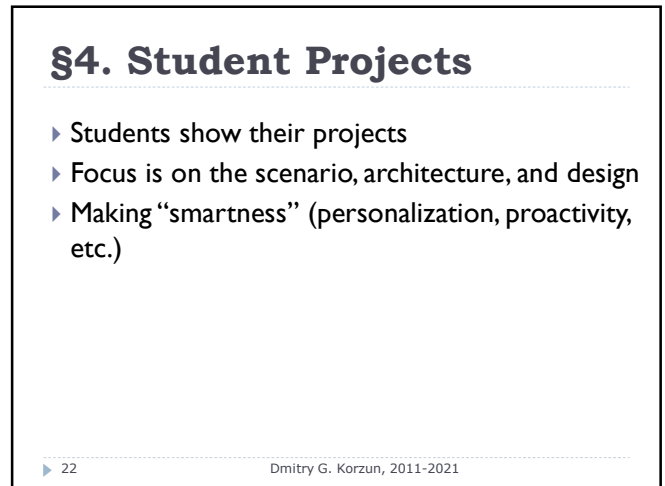 §4. Student Projects
Students show their projects
Focus is on the scenario, architecture, and design
Making “smartness” (personalization, proactivity,
etc.)
22 Dmitry G. Korzun, 2011-2021